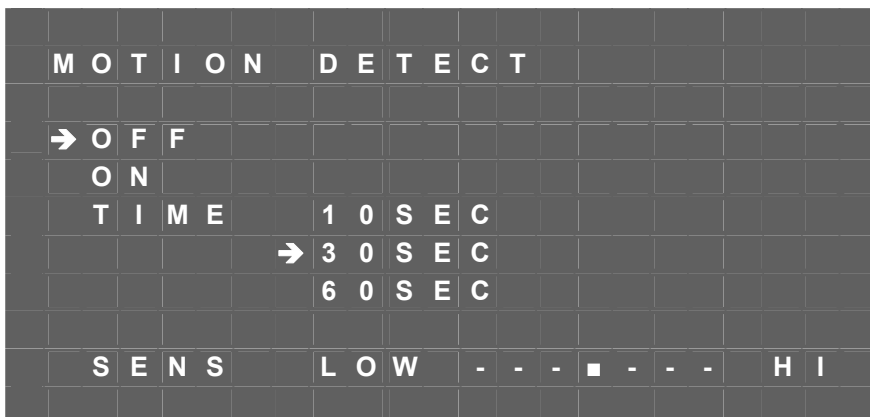 MOTION DETECT
➔ OFF
ON
TIME 10SEC
➔ 30SEC
60SEC
SENS LOW - - - ■ - - - HI